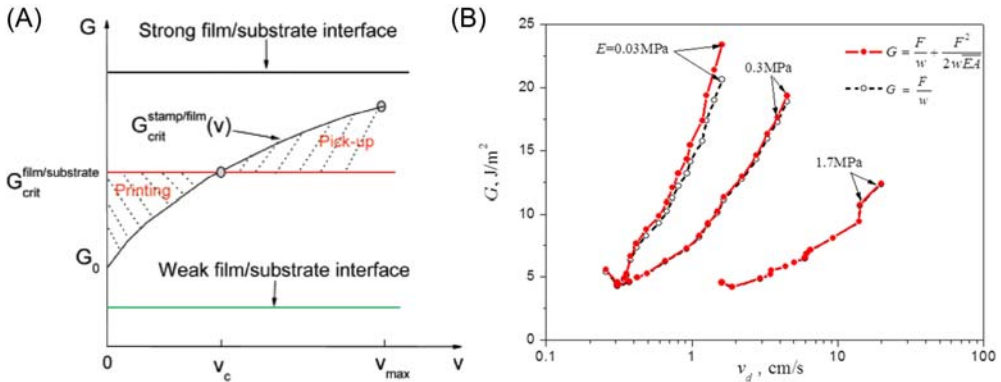 (A)
G
Strong film/substrate interface
G_crit^stamp/film(v)
Pick-up
G_crit^film/substrate
Printing
G_0
Weak film/substrate interface
0
v_c
v_max
v
(B)
25
20
15
10
5
0
G, J/m²
E=0.03MPa
0.3MPa
1.7MPa
G = F/w + F²/2wEA
G = F/w
0.1
1
10
100
v_d , cm/s